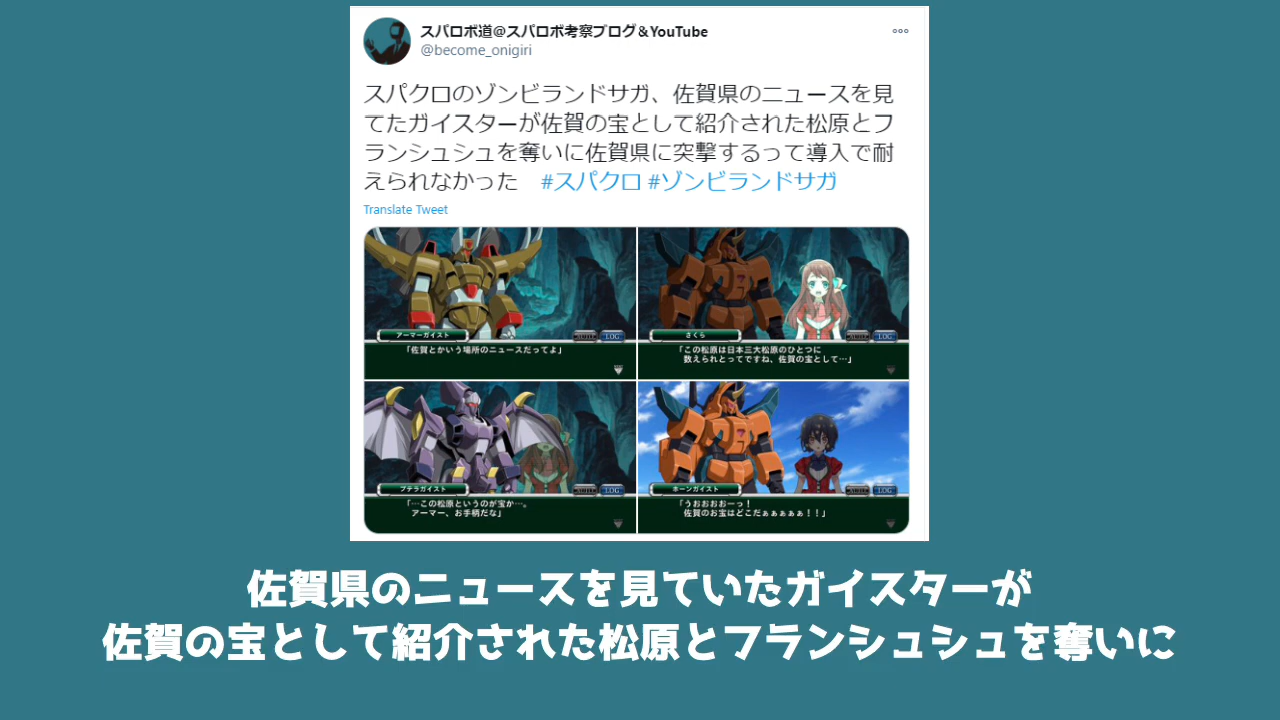 スパロボ道@スパロボ考察ブログ&YouTube
@become_onigiri
スパクロのゾンビランドサガ、佐賀県のニュースを見
てたガイスターが佐賀の宝として紹介された松原とフ
ランシュシュを奪いに佐賀県に突撃するって導入で耐
えられなかった #スパクロ #ゾンビランドサガ
Translate Tweet
アーマーガイスト
AUTO LOG
「佐賀とかいう場所のニュースだってよ」
さくら
AUTO LOG
「この松原は日本三大松原のひとつに
数えられとってですね、佐賀の宝として…」
プテラガイスト
AUTO LOG
「…この松原というのが宝か…。
アーマー、お手柄だな」
ホーンガイスト
AUTO LOG
「うおおおおーっ！
佐賀のお宝はどこだぁぁぁぁぁ！！」
佐賀県のニュースを見ていたガイスターが
佐賀の宝として紹介された松原とフランシュシュを奪いに